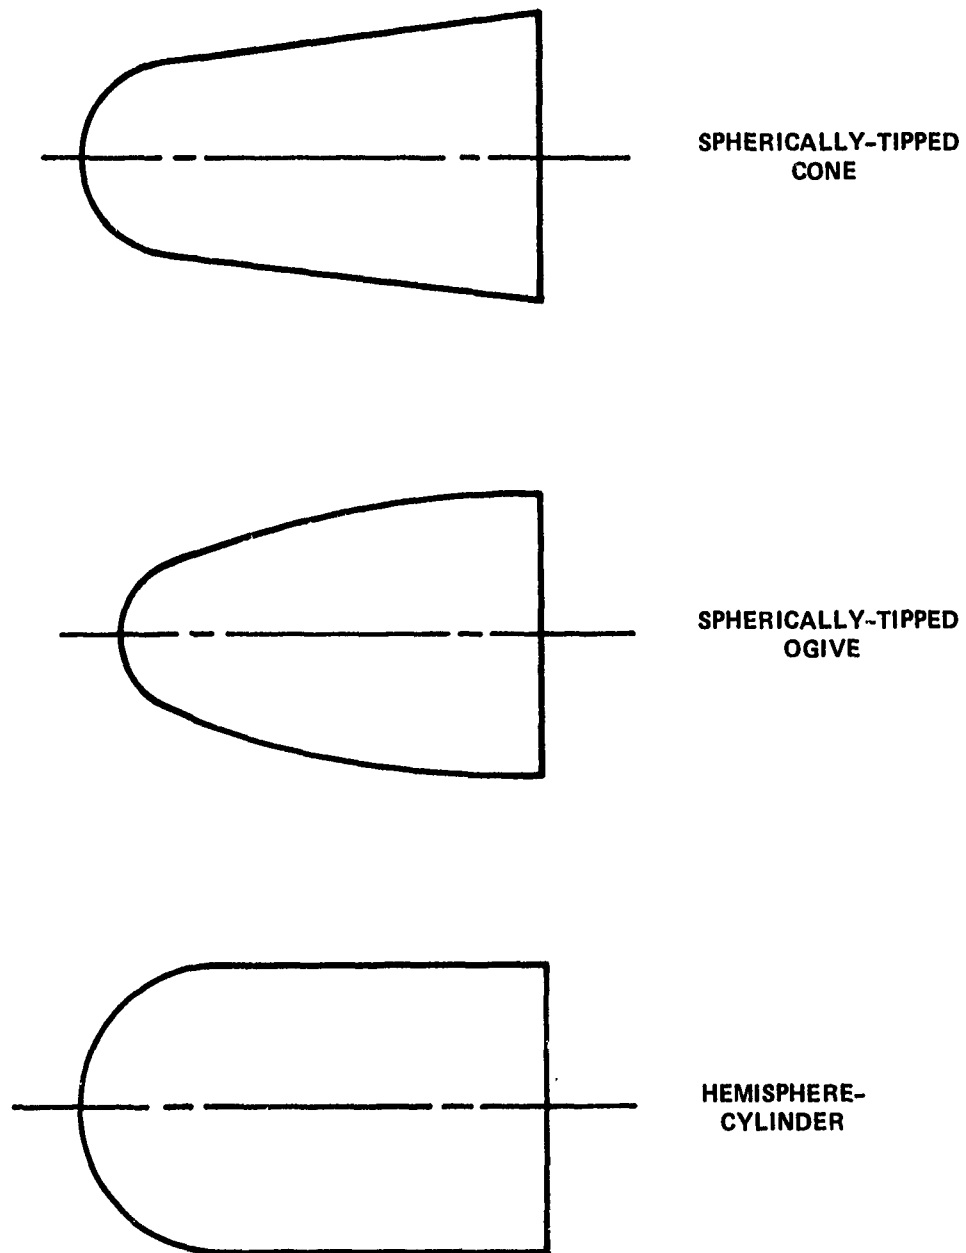 SPHERICALLY-TIPPED
CONE
SPHERICALLY-TIPPED
OGIVE
HEMISPHERE-
CYLINDER